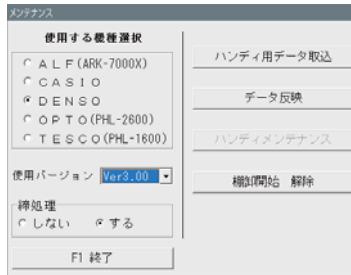 メンテナンス
使用する機種選択
ＡＬＦ(ARK-7000X)
ＣＡＳＩＯ
ＤＥＮＳＯ
ＯＰＴＯ(PHL-2600)
ＴＥＳＣＯ(PHL-1600)
使用バージョン Ver3.00
締処理
しない する
F1 終了
ハンディ用データ取込
データ反映
ハンディメンテナンス
棚卸開始 解除